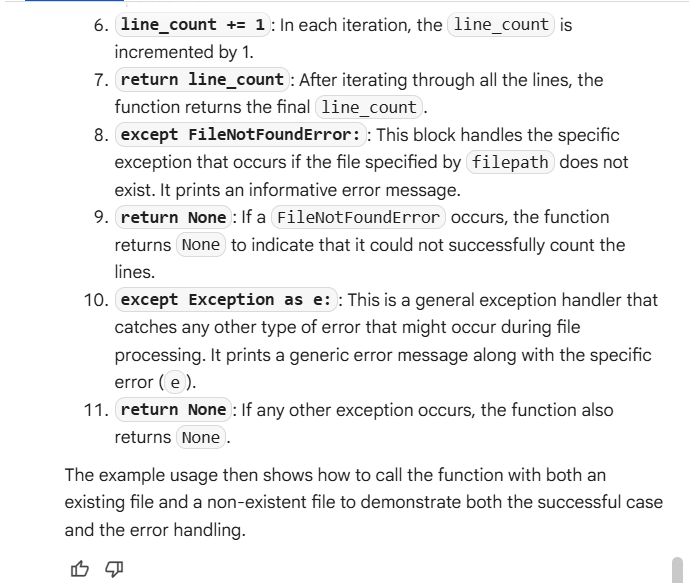 6. line_count += 1: In each iteration, the line_count is
incremented by 1.
7. return line_count: After iterating through all the lines, the
function returns the final line_count.
8. except FileNotFoundError:: This block handles the specific
exception that occurs if the file specified by filepath does not
exist. It prints an informative error message.
9. return None: If a FileNotFoundError occurs, the function
returns None to indicate that it could not successfully count the
lines.
10. except Exception as e:: This is a general exception handler that
catches any other type of error that might occur during file
processing. It prints a generic error message along with the specific
error (e).
11. return None: If any other exception occurs, the function also
returns None.
The example usage then shows how to call the function with both an
existing file and a non-existent file to demonstrate both the successful case
and the error handling.